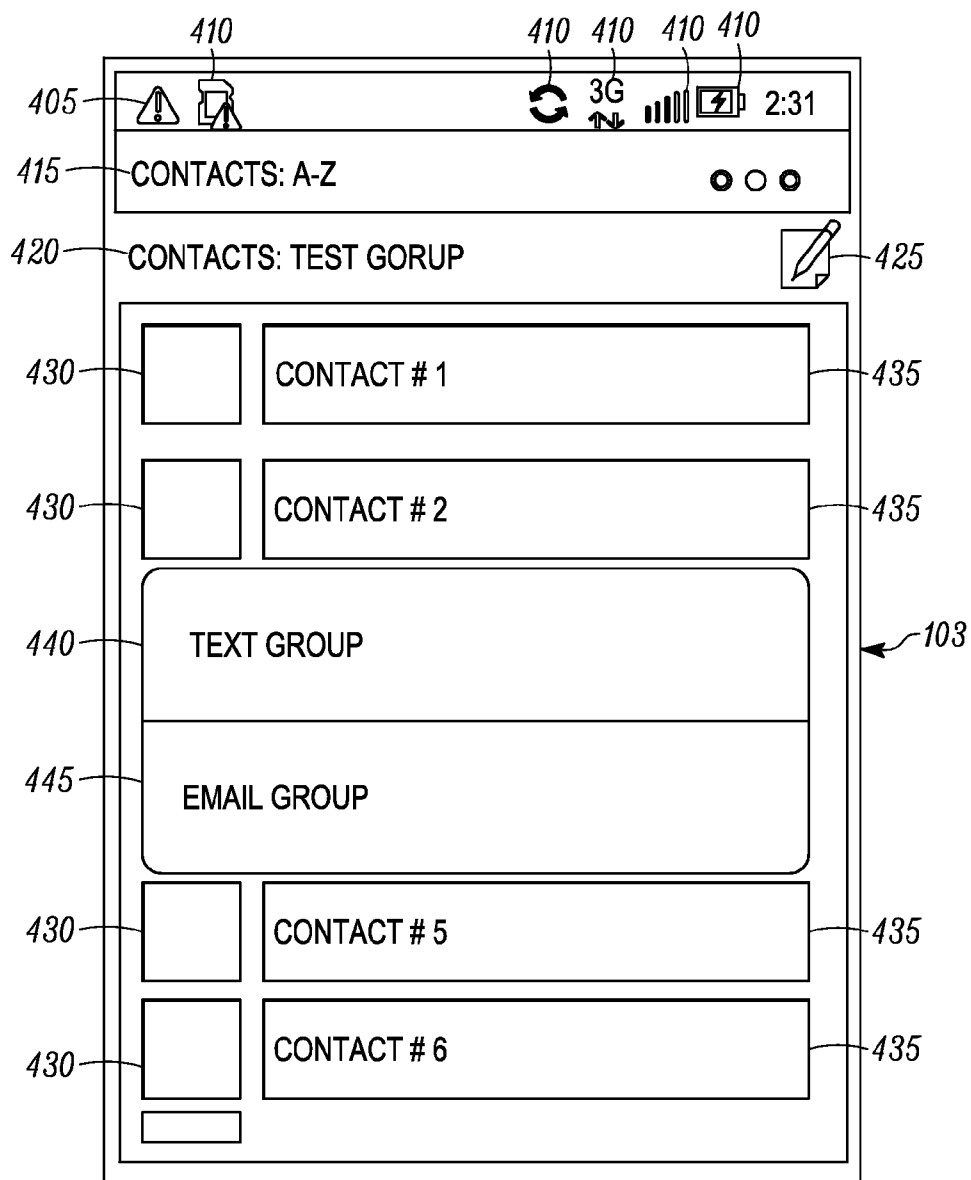 410 410 410 410 410
405 3G 2:31
415 CONTACTS: A-Z
420 CONTACTS: TEST GORUP 425
430 CONTACT # 1 435
430 CONTACT # 2 435
440 TEXT GROUP 103
445 EMAIL GROUP
430 CONTACT # 5 435
430 CONTACT # 6 435